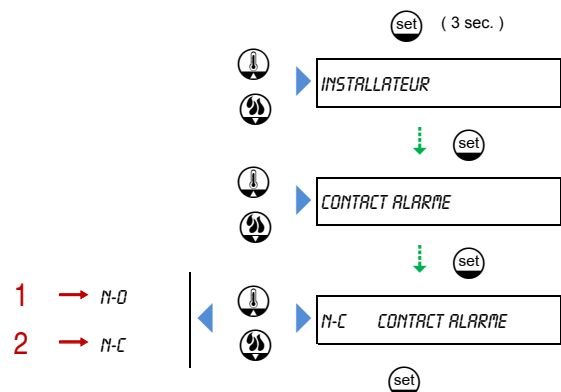 set ( 3 sec. )
INSTALLATEUR
set
CONTACT ALARME
set
1 → N-O
N-C CONTACT ALARME
2 → N-C
set